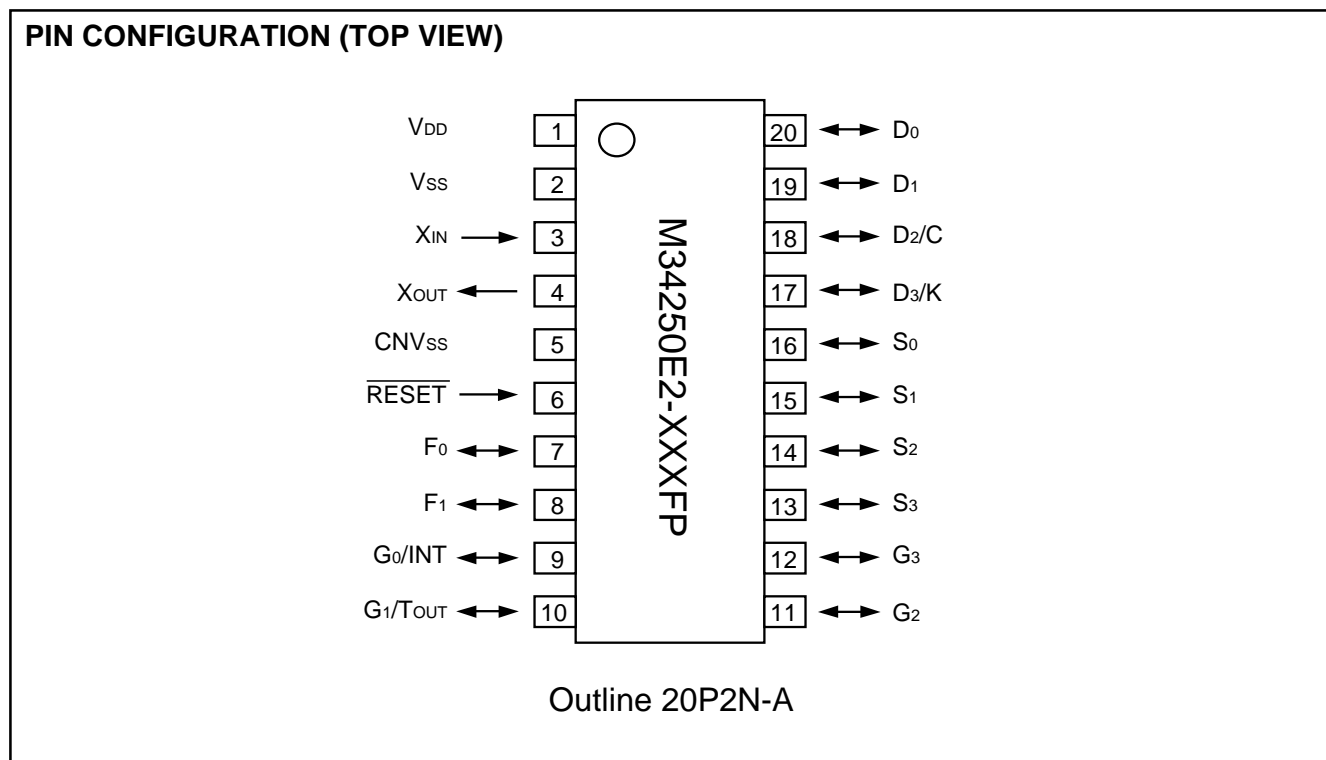 PIN CONFIGURATION (TOP VIEW)
VDD 1 20 D0
VSS 2 19 D1
XIN 3 18 D2/C
XOUT 4 17 D3/K
CNVSS 5 16 S0
RESET 6 15 S1
F0 7 14 S2
F1 8 13 S3
G0/INT 9 12 G3
G1/TOUT 10 11 G2
M34250E2-XXXFP
Outline 20P2N-A